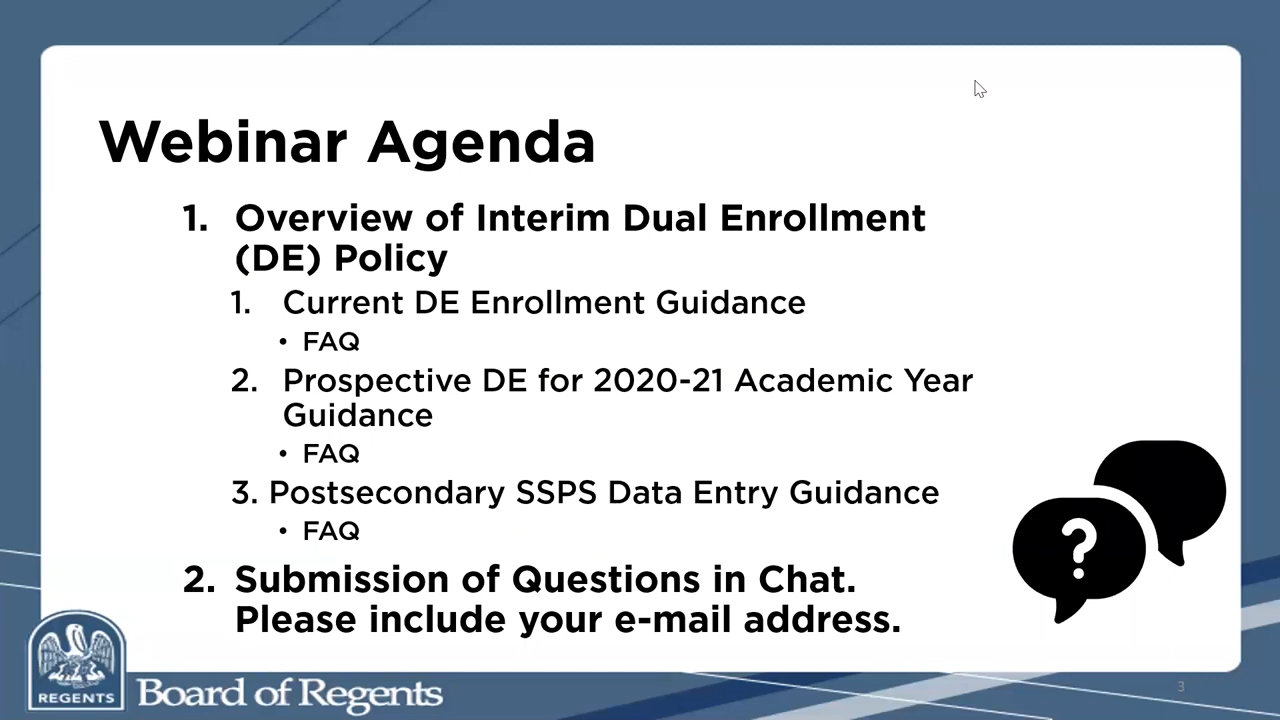 Webinar Agenda
1. Overview of Interim Dual Enrollment
(DE) Policy
1. Current DE Enrollment Guidance
• FAQ
2. Prospective DE for 2020-21 Academic Year
Guidance
• FAQ
3. Postsecondary SSPS Data Entry Guidance
• FAQ
2. Submission of Questions in Chat.
Please include your e-mail address.
?
REGENTS
Board of Regents
3